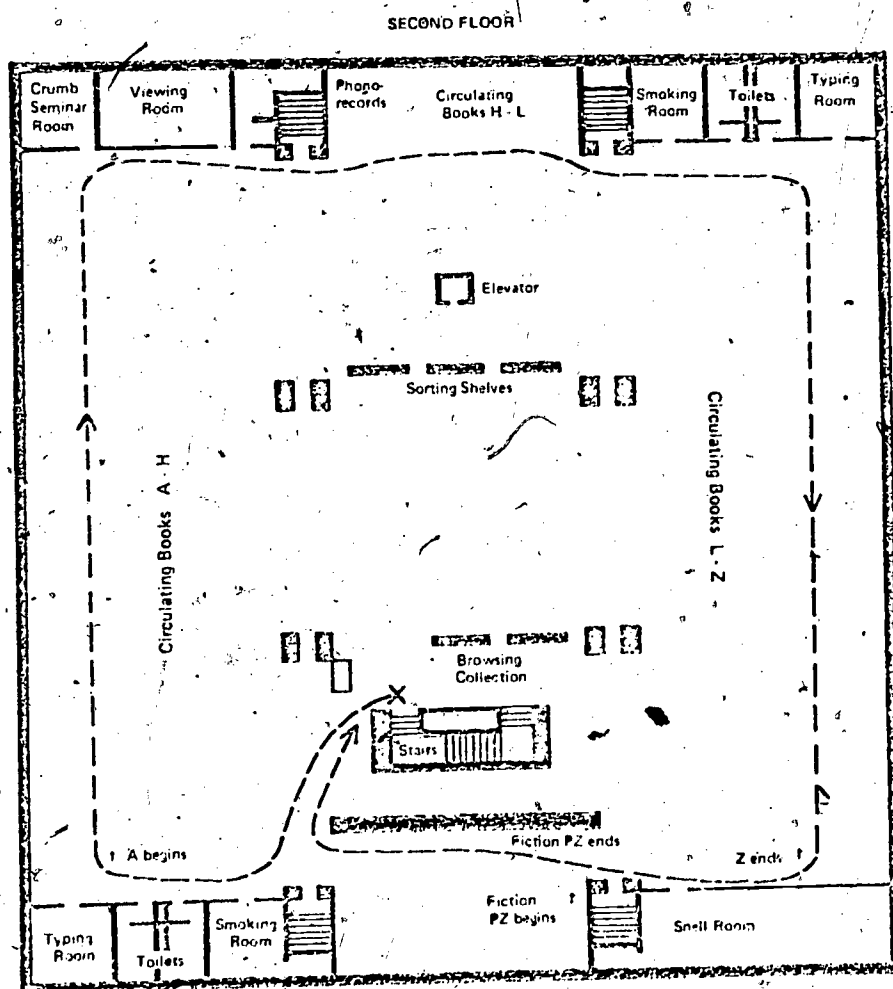 SECOND FLOOR
Crumb
Seminar
Room
Viewing
Room
Phono-
records
Circulating
Books H - L
Smoking
Room
Toilets
Typing
Room
Elevator
Sorting Shelves
Circulating Books A - H
Circulating Books L - Z
Browsing
Collection
Stairs
Fiction PZ ends
A begins
Z ends
Fiction
PZ begins
Typing
Room
Toilets
Smoking
Room
Snell Room